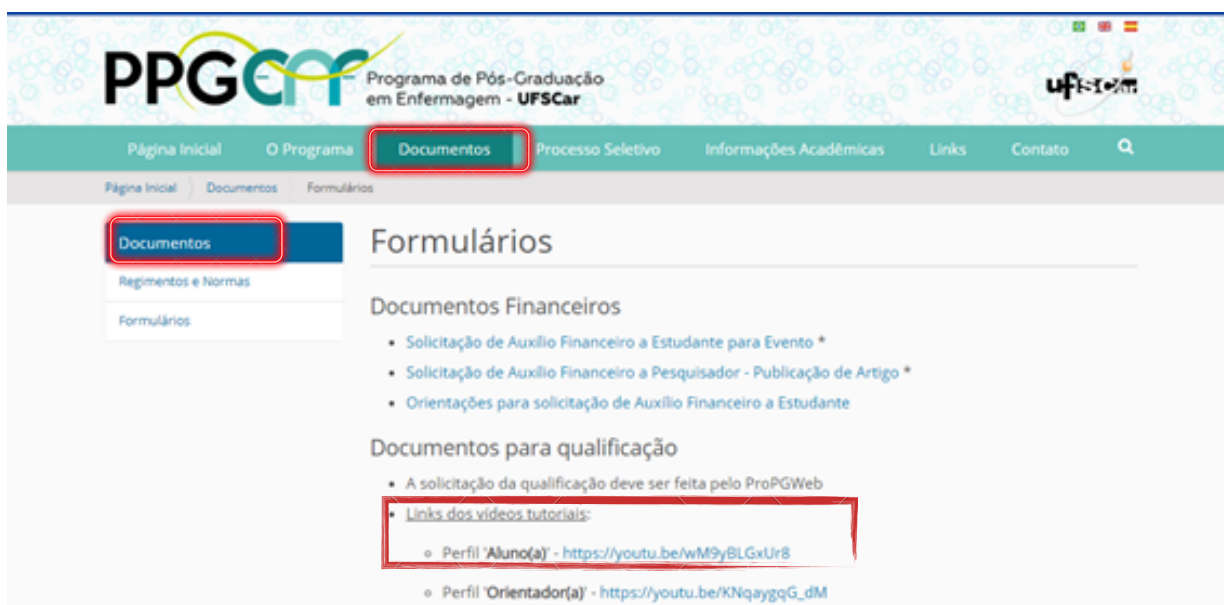 PPGEnf
Programa de Pós-Graduação
em Enfermagem - UFSCar
ufscar
Página Inicial O Programa Documentos Processo Seletivo Informações Acadêmicas Links Contato
Página Inicial Documentos Formulários
Documentos
Regimentos e Normas
Formulários
Formulários
Documentos Financeiros
• Solicitação de Auxílio Financeiro a Estudante para Evento *
• Solicitação de Auxílio Financeiro a Pesquisador - Publicação de Artigo *
• Orientações para solicitação de Auxílio Financeiro a Estudante
Documentos para qualificação
• A solicitação da qualificação deve ser feita pelo ProPGWeb
• Links dos vídeos tutoriais:
◦ Perfil 'Aluno(a)' - https://youtu.be/wM9yBLGxUr8
◦ Perfil 'Orientador(a)' - https://youtu.be/KNqaygqG_dM